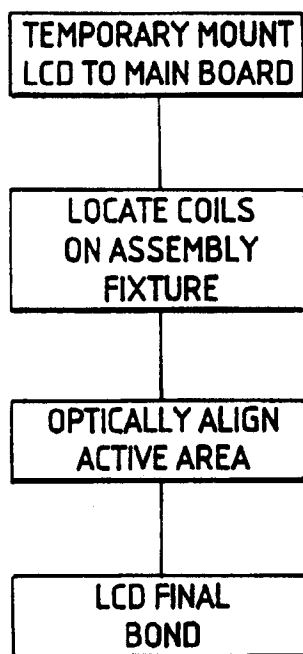 TEMPORARY MOUNT
LCD TO MAIN BOARD
LOCATE COILS
ON ASSEMBLY
FIXTURE
OPTICALLY ALIGN
ACTIVE AREA
LCD FINAL
BOND